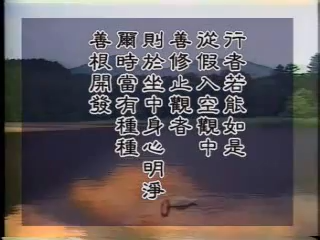 行者若能如是
從假入空觀中
善修止觀者
則於坐中身心明淨
爾時當有種種
善根開發